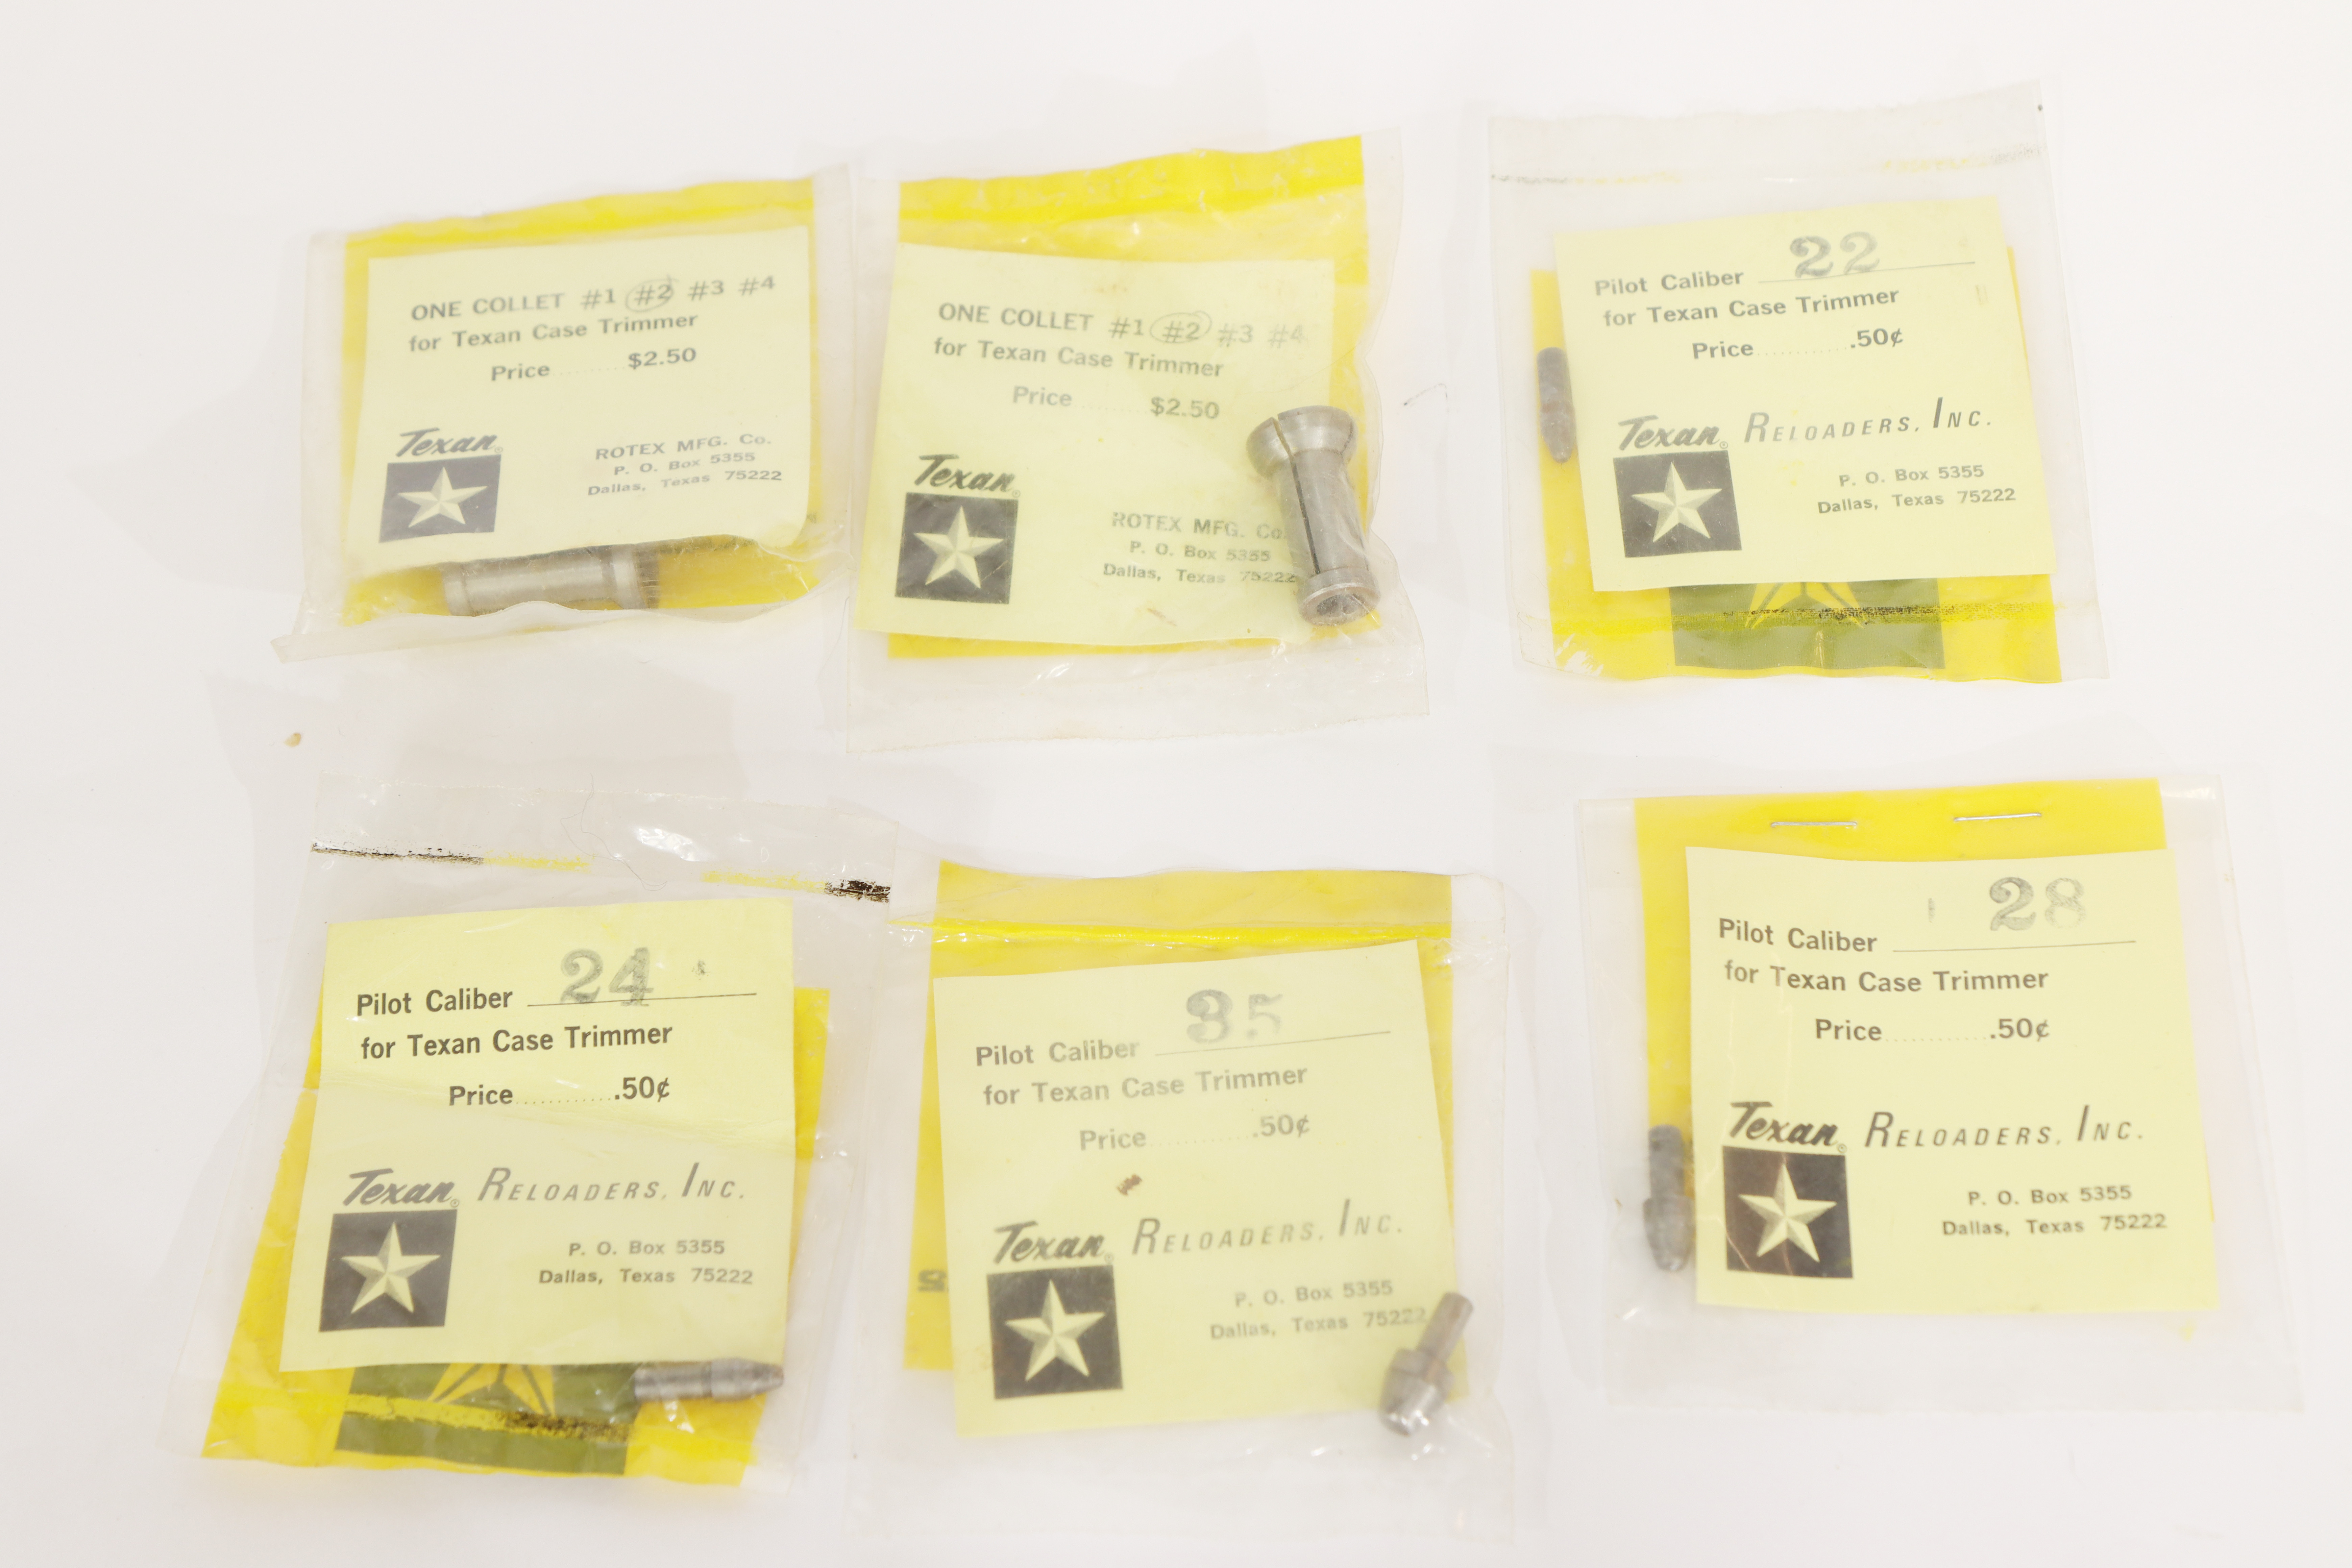 ONE COLLET #1 #2 #3 #4
for Texan Case Trimmer
Price ........ $2.50
Texan®
ROTEX MFG. Co.
P. O. Box 5355
Dallas, Texas 75222
ONE COLLET #1 #2 #3 #4
for Texan Case Trimmer
Price ........ $2.50
Texan®
ROTEX MFG. Co.
P. O. Box 5355
Dallas, Texas 75222
Pilot Caliber 22
for Texan Case Trimmer
Price ............ .50¢
Texan® RELOADERS, INC.
P. O. Box 5355
Dallas, Texas 75222
Pilot Caliber 24
for Texan Case Trimmer
Price ............ .50¢
Texan® RELOADERS, INC.
P. O. Box 5355
Dallas, Texas 75222
Pilot Caliber 35
for Texan Case Trimmer
Price ............ .50¢
Texan® RELOADERS, INC.
P. O. Box 5355
Dallas, Texas 75222
Pilot Caliber 28
for Texan Case Trimmer
Price ............ .50¢
Texan® RELOADERS, INC.
P. O. Box 5355
Dallas, Texas 75222